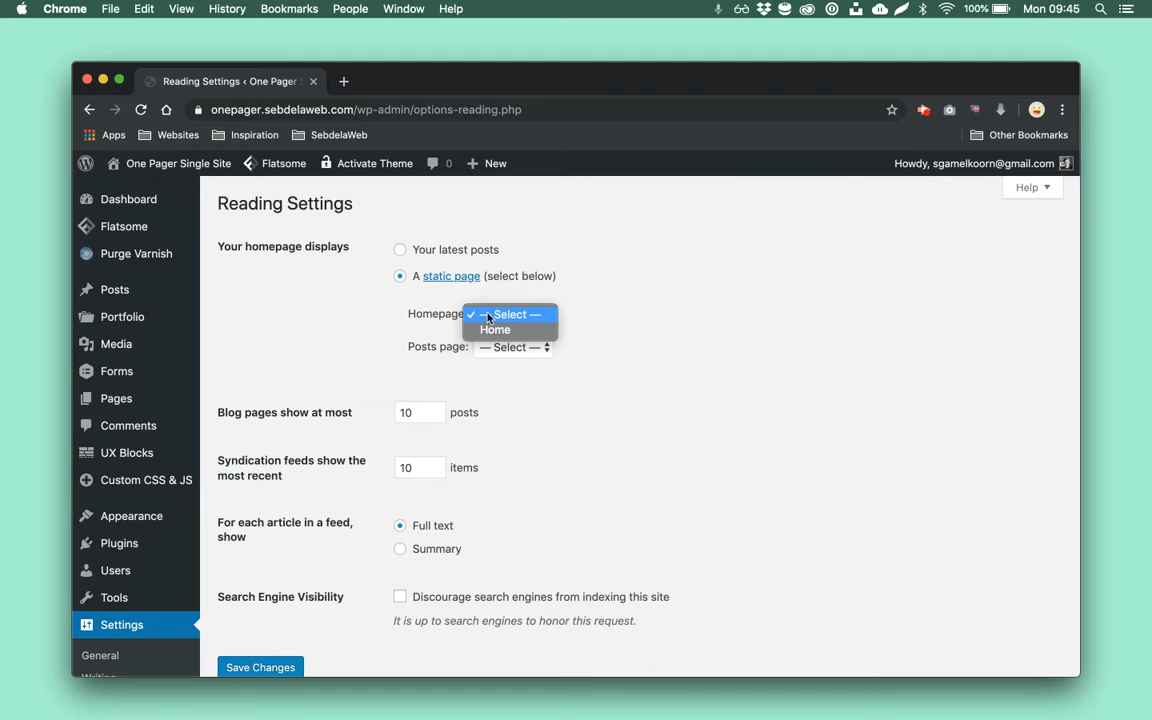 Chrome File Edit View History Bookmarks People Window Help 100% Mon 09:45
Reading Settings ‹ One Pager
onepager.sebdelaweb.com/wp-admin/options-reading.php
Apps Websites Inspiration SebdelaWeb Other Bookmarks
One Pager Single Site Flatsome Activate Theme 0 New Howdy, sgamelkoorn@gmail.com
Help
Dashboard
Flatsome
Purge Varnish
Posts
Portfolio
Media
Forms
Pages
Comments
UX Blocks
Custom CSS & JS
Appearance
Plugins
Users
Tools
Settings
General
Reading Settings
Your homepage displays
Your latest posts
A static page (select below)
Homepage
— Select —
Home
Posts page: — Select —
Blog pages show at most 10 posts
Syndication feeds show the
most recent
10 items
For each article in a feed,
show
Full text
Summary
Search Engine Visibility
Discourage search engines from indexing this site
It is up to search engines to honor this request.
Save Changes